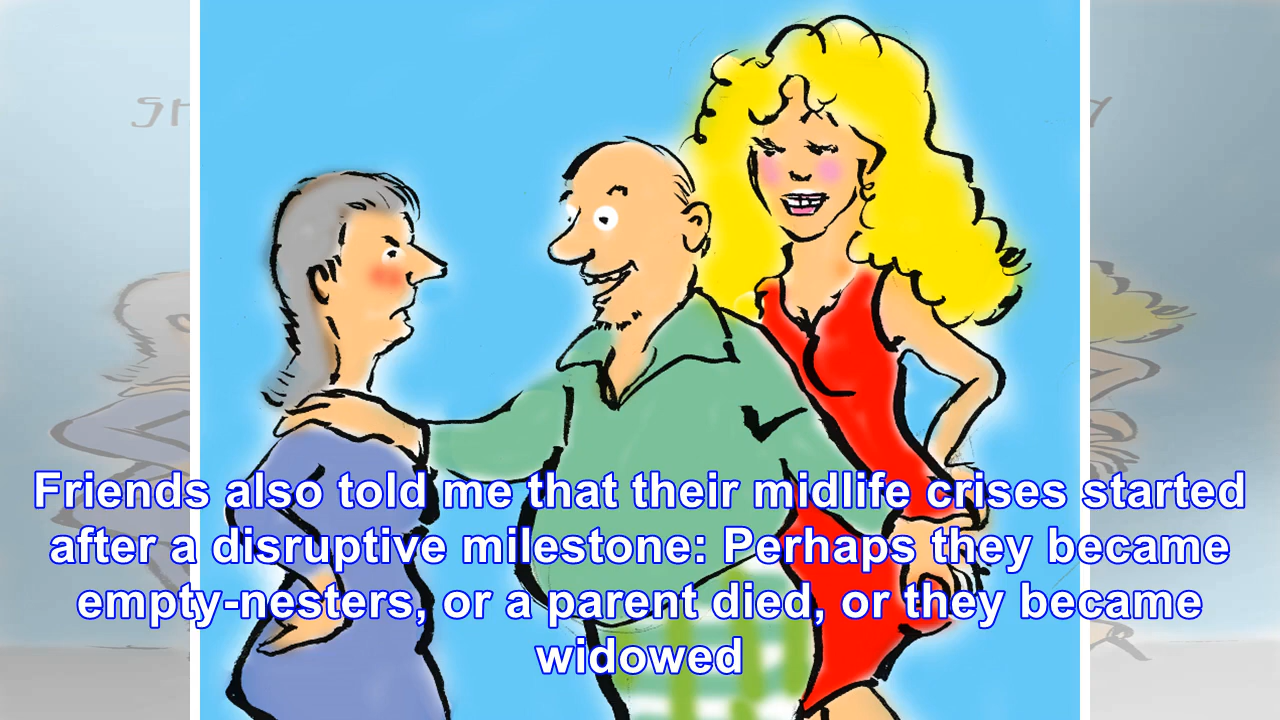 SH
Friends also told me that their midlife crises started
after a disruptive milestone: Perhaps they became
empty-nesters, or a parent died, or they became
widowed